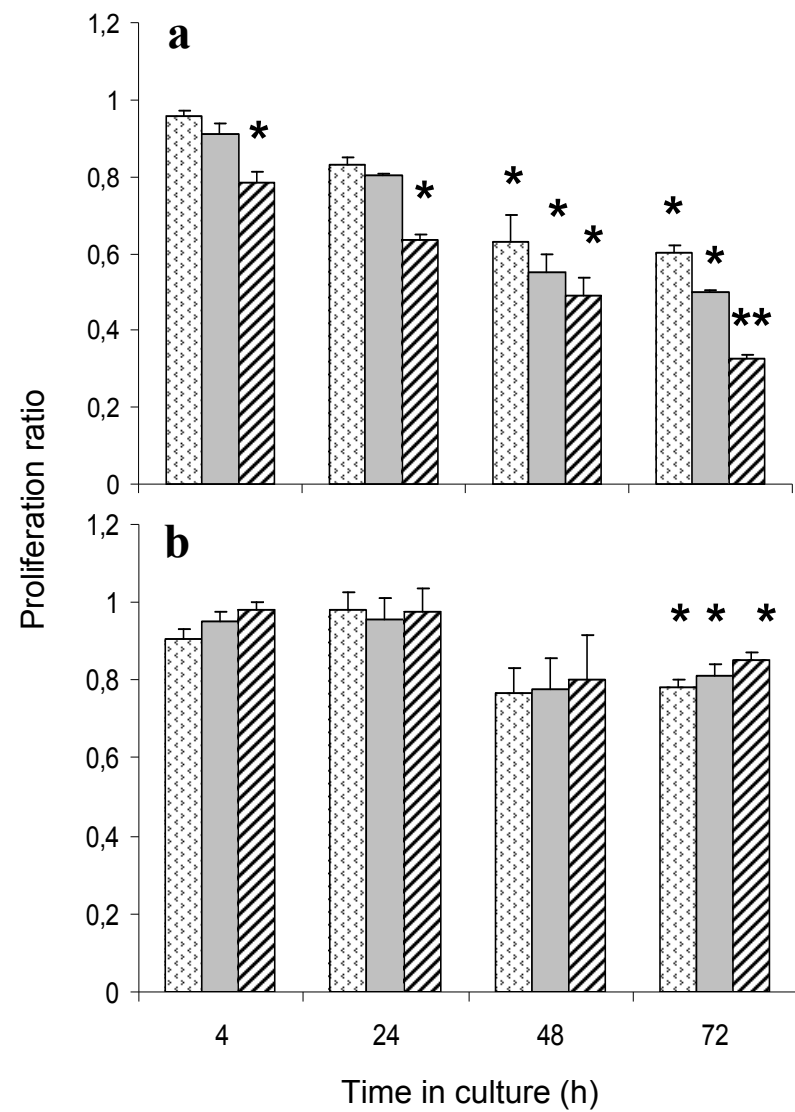 Proliferation ratio
a
1,2
1
0,8
0,6
0,4
0,2
0
*
*
* * *
* * **
b
1,2
1
0,8
0,6
0,4
0,2
0
* * *
4 24 48 72
Time in culture (h)